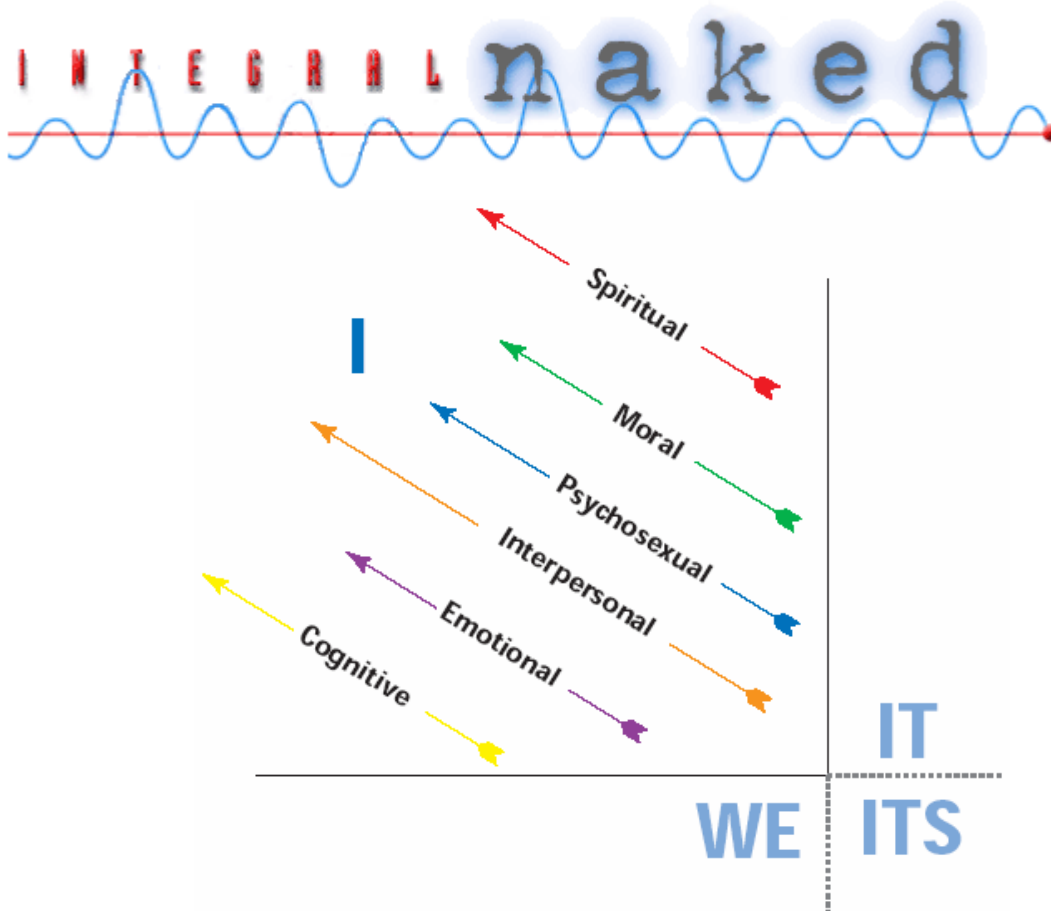 INTEGRAL naked
Spiritual
I
Moral
Psychosexual
Interpersonal
Emotional
Cognitive
IT
WE
ITS